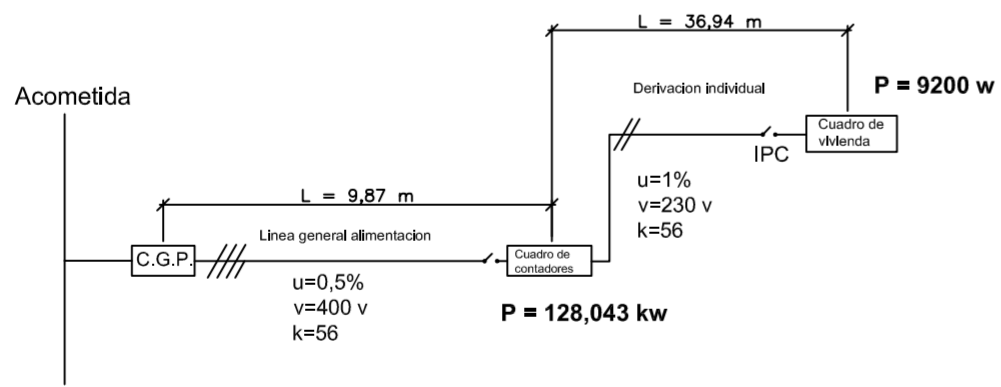 L = 36,94 m
Acometida
Derivacion individual
P = 9200 w
Cuadro de
vivienda
IPC
L = 9,87 m
u=1%
v=230 v
k=56
Linea general alimentacion
C.G.P.
Cuadro de
contadores
u=0,5%
v=400 v
k=56
P = 128,043 kw